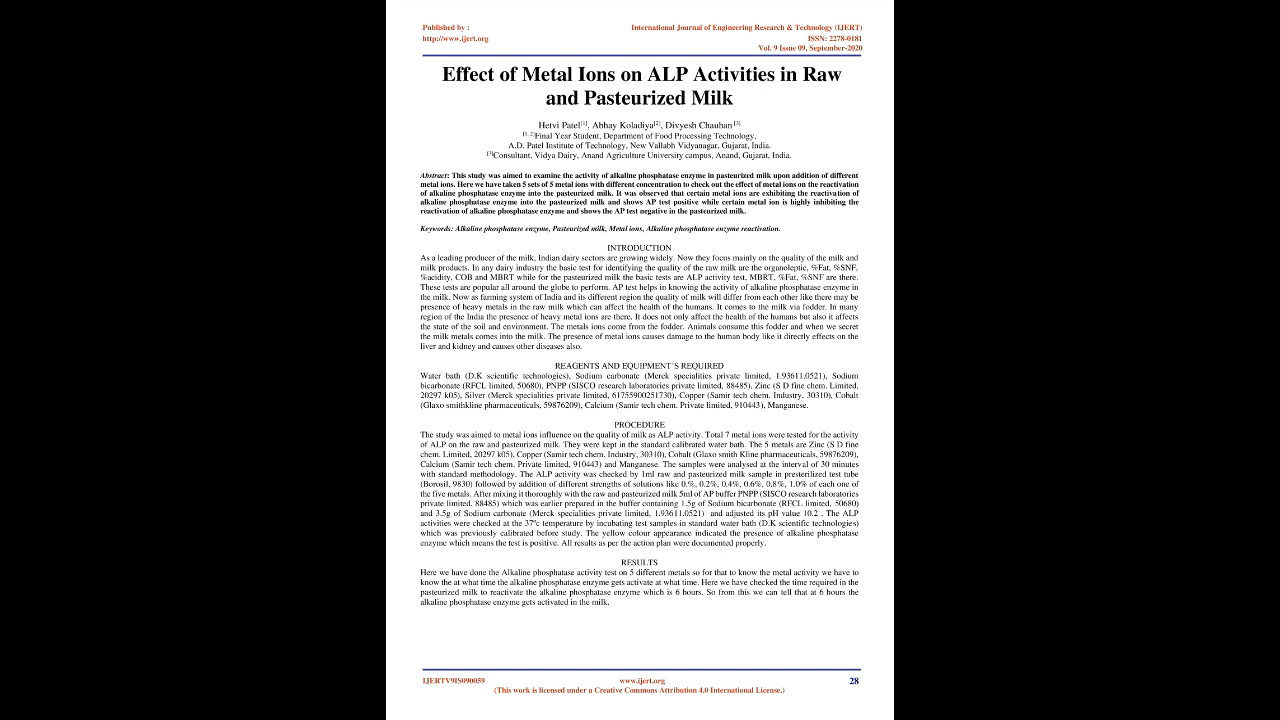 Published by :
International Journal of Engineering Research & Technology (IJERT)
http://www.ijert.org
ISSN: 2278-0181
Vol. 9 Issue 09, September-2020
Effect of Metal Ions on ALP Activities in Raw
and Pasteurized Milk
Hetvi Patel[1], Abhay Koladiya[2], Divyesh Chauhan [3]
[1, 2]Final Year Student, Department of Food Processing Technology,
A.D. Patel Institute of Technology, New Vallabh Vidyanagar, Gujarat, India.
[3]Consultant, Vidya Dairy, Anand Agriculture University campus, Anand, Gujarat, India.
Abstract: This study was aimed to examine the activity of alkaline phosphatase enzyme in pasteurized milk upon addition of different
metal ions. Here we have taken 5 sets of 5 metal ions with different concentration to check out the effect of metal ions on the reactivation
of alkaline phosphatase enzyme into the pasteurized milk. It was observed that certain metal ions are exhibiting the reactivation of
alkaline phosphatase enzyme into the pasteurized milk and shows AP test positive while certain metal ion is highly inhibiting the
reactivation of alkaline phosphatase enzyme and shows the AP test negative in the pasteurized milk.
Keywords: Alkaline phosphatase enzyme, Pasteurized milk, Metal ions, Alkaline phosphatase enzyme reactivation.
INTRODUCTION
As a leading producer of the milk, Indian dairy sectors are growing widely. Now they focus mainly on the quality of the milk and
milk products. In any dairy industry the basic test for identifying the quality of the raw milk are the organoleptic, %Fat, %SNF,
%acidity, COB and MBRT while for the pasteurized milk the basic tests are ALP activity test, MBRT, %Fat, %SNF are there.
These tests are popular all around the globe to perform. AP test helps in knowing the activity of alkaline phosphatase enzyme in
the milk. Now as farming system of India and its different region the quality of milk will differ from each other like there may be
presence of heavy metals in the raw milk which can affect the health of the humans. It comes to the milk via fodder. In many
region of the India the presence of heavy metal ions are there. It does not only affect the health of the humans but also it affects
the state of the soil and environment. The metals ions come from the fodder. Animals consume this fodder and when we secret
the milk metals comes into the milk. The presence of metal ions causes damage to the human body like it directly effects on the
liver and kidney and causes other diseases also.
REAGENTS AND EQUIPMENT`S REQUIRED
Water bath (D.K scientific technologies), Sodium carbonate (Merck specialities private limited, 1.93611.0521), Sodium
bicarbonate (RFCL limited, 50680), PNPP (SISCO research laboratories private limited, 88485), Zinc (S D fine chem. Limited,
20297 k05), Silver (Merck specialities private limited, 61755900251730), Copper (Samir tech chem. Industry, 30310), Cobalt
(Glaxo smithkline pharmaceuticals, 59876209), Calcium (Samir tech chem. Private limited, 910443), Manganese.
PROCEDURE
The study was aimed to metal ions influence on the quality of milk as ALP activity. Total 7 metal ions were tested for the activity
of ALP on the raw and pasteurized milk. They were kept in the standard calibrated water bath. The 5 metals are Zinc (S D fine
chem. Limited, 20297 k05), Copper (Samir tech chem. Industry, 30310), Cobalt (Glaxo smith Kline pharmaceuticals, 59876209),
Calcium (Samir tech chem. Private limited, 910443) and Manganese. The samples were analysed at the interval of 30 minutes
with standard methodology. The ALP activity was checked by 1ml raw and pasteurized milk sample in presterilized test tube
(Borosil, 9830) followed by addition of different strengths of solutions like 0.%, 0.2%, 0.4%, 0.6%, 0.8%, 1.0% of each one of
the five metals. After mixing it thoroughly with the raw and pasteurized milk 5ml of AP buffer PNPP (SISCO research laboratories
private limited, 88485) which was earlier prepared in the buffer containing 1.5g of Sodium bicarbonate (RFCL limited, 50680)
and 3.5g of Sodium carbonate (Merck specialities private limited, 1.93611.0521) and adjusted its pH value 10.2 . The ALP
activities were checked at the 37°c temperature by incubating test samples in standard water bath (D.K scientific technologies)
which was previously calibrated before study. The yellow colour appearance indicated the presence of alkaline phosphatase
enzyme which means the test is positive. All results as per the action plan were documented properly.
RESULTS
Here we have done the Alkaline phosphatase activity test on 5 different metals so for that to know the metal activity we have to
know the at what time the alkaline phosphatase enzyme gets activate at what time. Here we have checked the time required in the
pasteurized milk to reactivate the alkaline phosphatase enzyme which is 6 hours. So from this we can tell that at 6 hours the
alkaline phosphatase enzyme gets activated in the milk.
IJERTV9IS090059
www.ijert.org
28
(This work is licensed under a Creative Commons Attribution 4.0 International License.)